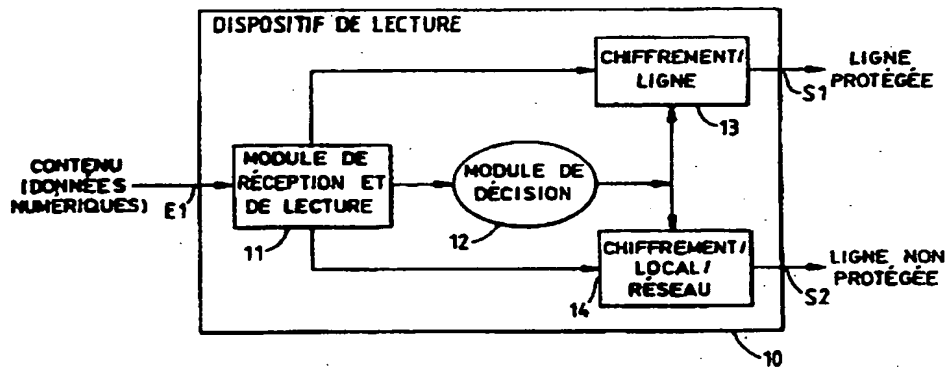 DISPOSITIF DE LECTURE
CHIFFREMENT/
LIGNE
13
S1
LIGNE
PROTÉGÉE
CONTENU
(DONNÉES
NUMÉRIQUES)
E1
MODULE DE
RÉCEPTION ET
DE LECTURE
11
MODULE DE
DÉCISION
12
CHIFFREMENT/
LOCAL/
RÉSEAU
14
S2
LIGNE NON
PROTÉGÉE
10